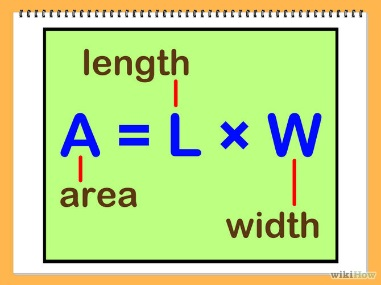 length
A = L × W
area
width
wikiHow